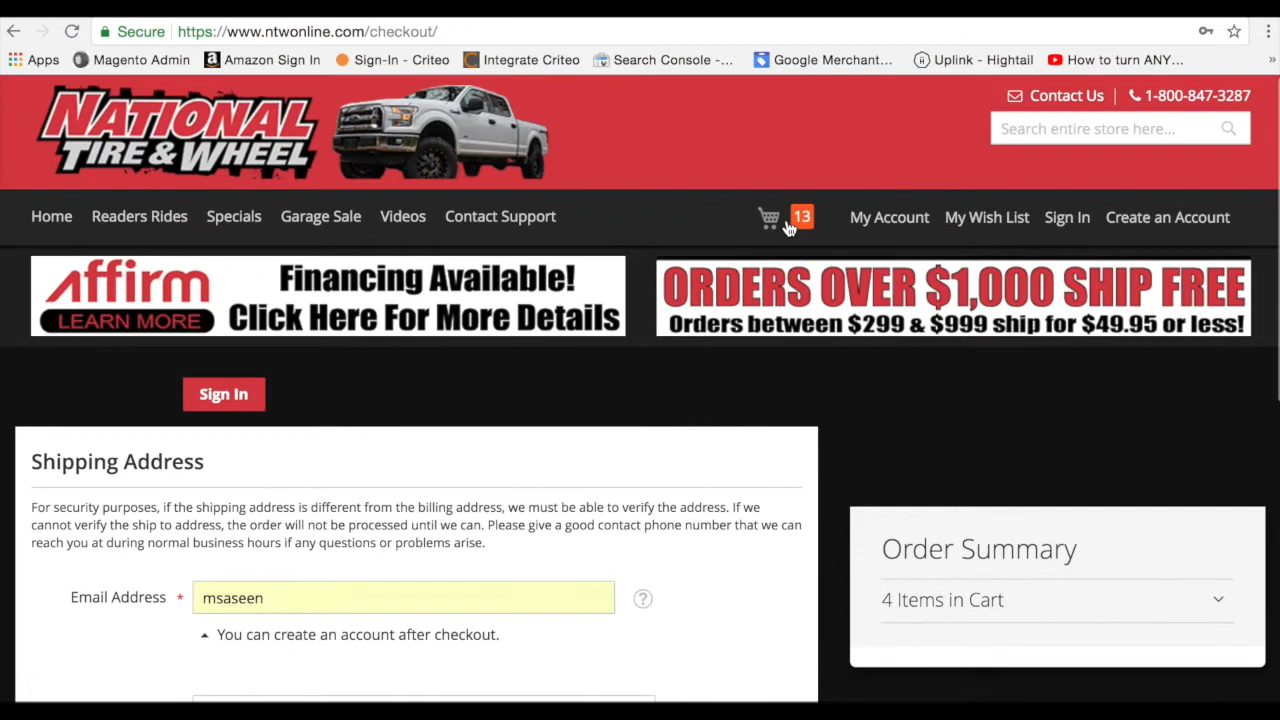 Secure https://www.ntwonline.com/checkout/
Apps Magento Admin Amazon Sign In Sign-In - Criteo Integrate Criteo Search Console -... Google Merchant... Uplink - Hightail How to turn ANY... »
NATIONAL
TIRE & WHEEL
Contact Us | 1-800-847-3287
Search entire store here...
Home Readers Rides Specials Garage Sale Videos Contact Support 13 My Account My Wish List Sign In Create an Account
affirm
LEARN MORE
Financing Available!
Click Here For More Details
ORDERS OVER $1,000 SHIP FREE
Orders between $299 & $999 ship for $49.95 or less!
Sign In
Shipping Address
For security purposes, if the shipping address is different from the billing address, we must be able to verify the address. If we
cannot verify the ship to address, the order will not be processed until we can. Please give a good contact phone number that we can
reach you at during normal business hours if any questions or problems arise.
Email Address * msaseen ?
You can create an account after checkout.
Order Summary
4 Items in Cart